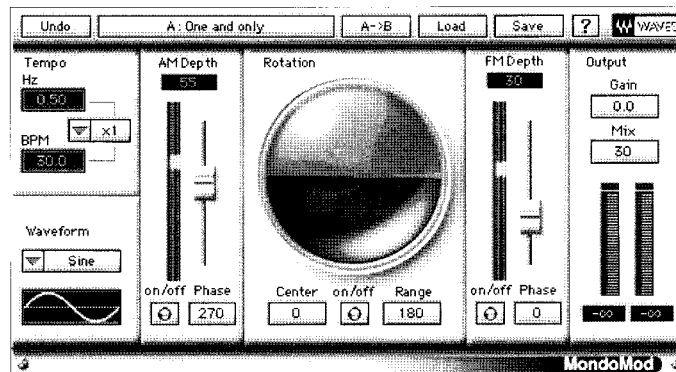 Undo
A: One and only
A->B
Load
Save
?
WAVES
Tempo
Hz
0.50
x1
BPM
30.0
Waveform
Sine
AM Depth
55
on/off Phase
270
Rotation
Center on/off Range
0
180
FM Depth
30
on/off Phase
0
Output
Gain
0.0
Mix
30
-∞ -∞
MondoMod